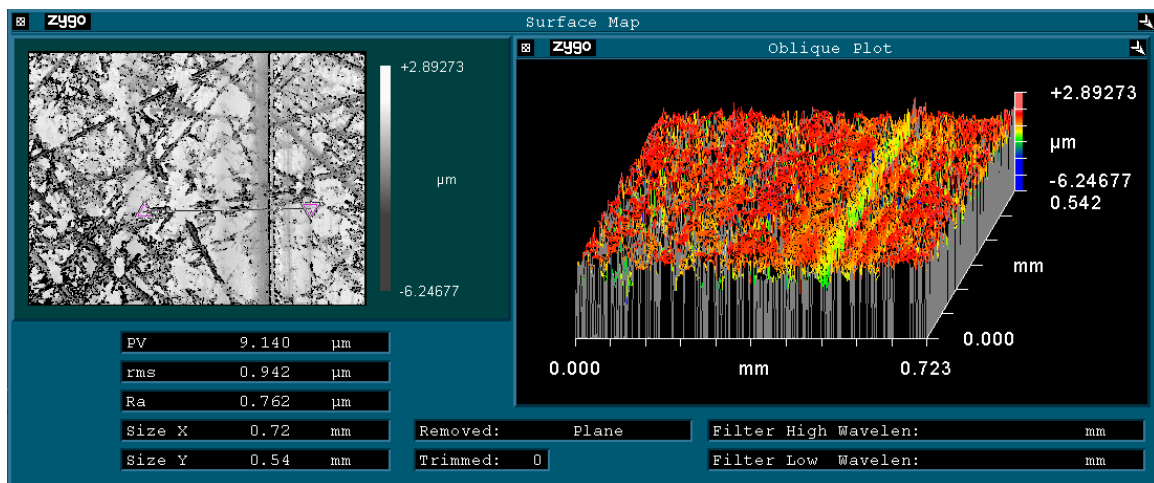 zygo Surface Map
+2.89273
µm
-6.24677
zygo Oblique Plot
+2.89273
µm
-6.24677
0.542
mm
0.000
0.000 mm 0.723
PV 9.140 µm
rms 0.942 µm
Ra 0.762 µm
Size X 0.72 mm
Size Y 0.54 mm
Removed: Plane
Trimmed: 0
Filter High Wavelen: mm
Filter Low Wavelen: mm